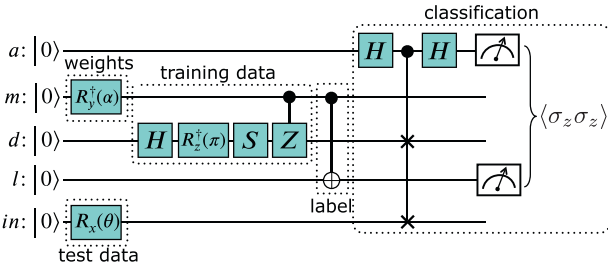 classification
a: |0⟩ H H
weights
training data
m: |0⟩ R_y^†(α)
⟨σ_z σ_z⟩
d: |0⟩ H R_z^†(π) S Z
l: |0⟩
label
in: |0⟩ R_x(θ)
test data